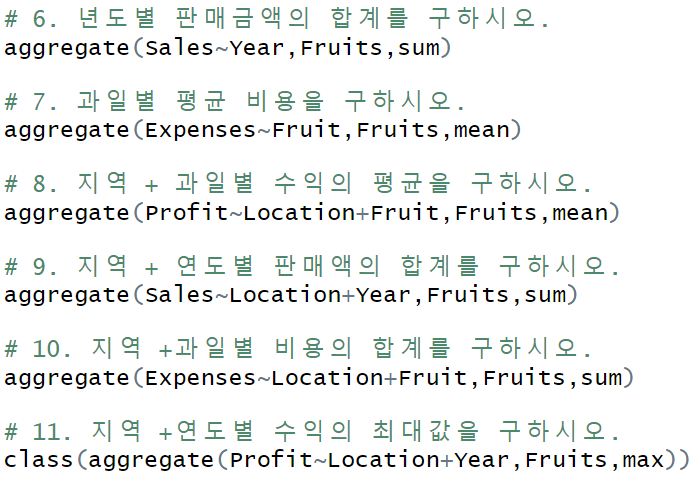 # 6. 년도별 판매금액의 합계를 구하시오.
aggregate(Sales~Year,Fruits,sum)
# 7. 과일별 평균 비용을 구하시오.
aggregate(Expenses~Fruit,Fruits,mean)
# 8. 지역 + 과일별 수익의 평균을 구하시오.
aggregate(Profit~Location+Fruit,Fruits,mean)
# 9. 지역 + 연도별 판매액의 합계를 구하시오.
aggregate(Sales~Location+Year,Fruits,sum)
# 10. 지역 +과일별 비용의 합계를 구하시오.
aggregate(Expenses~Location+Fruit,Fruits,sum)
# 11. 지역 +연도별 수익의 최대값을 구하시오.
class(aggregate(Profit~Location+Year,Fruits,max))